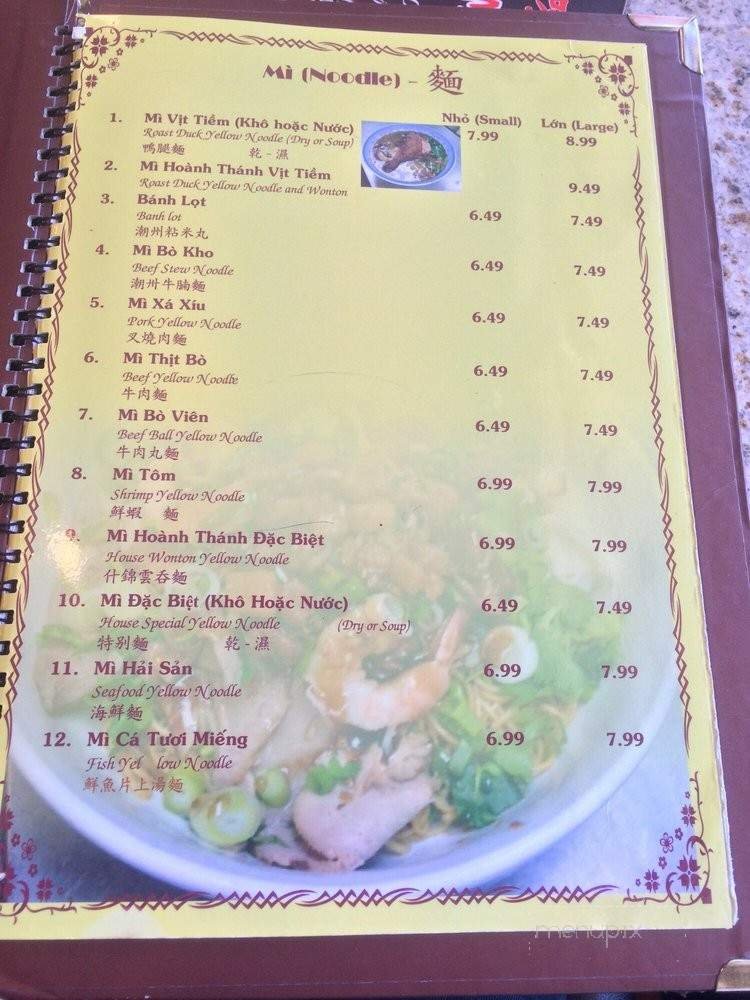 Mì (Noodle) - 麵
Nhỏ (Small) Lớn (Large)
1. Mì Vịt Tiềm (Khô hoặc Nước) 7.99 8.99
Roast Duck Yellow Noodle (Dry or Soup)
鴨腿麵 乾 - 濕
2. Mì Hoành Thánh Vịt Tiềm
Roast Duck Yellow Noodle and Wonton 9.49
3. Bánh Lọt 6.49 7.49
Banh lot
潮州粘米丸
4. Mì Bò Kho 6.49 7.49
Beef Stew Noodle
潮州牛腩麵
5. Mì Xá Xíu 6.49 7.49
Pork Yellow Noodle
叉燒肉麵
6. Mì Thịt Bò 6.49 7.49
Beef Yellow Noodle
牛肉麵
7. Mì Bò Viên 6.49 7.49
Beef Ball Yellow Noodle
牛肉丸麵
8. Mì Tôm 6.99 7.99
Shrimp Yellow Noodle
鮮蝦 麵
9. Mì Hoành Thánh Đặc Biệt 6.99 7.99
House Wonton Yellow Noodle
什錦雲吞麵
10. Mì Đặc Biệt (Khô Hoặc Nước) 6.49 7.49
House Special Yellow Noodle (Dry or Soup)
特別麵 乾 - 濕
11. Mì Hải Sản 6.99 7.99
Seafood Yellow Noodle
海鮮麵
12. Mì Cá Tươi Miếng 6.99 7.99
Fish Yel low Noodle
鮮魚片上湯麵
menupix